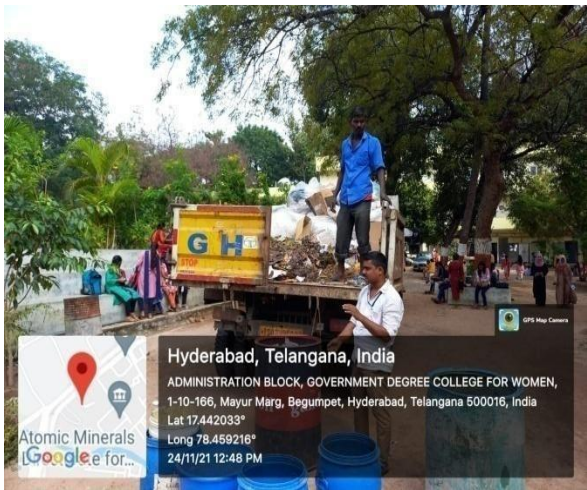 G H
STOP
GPS Map Camera
Hyderabad, Telangana, India
ADMINISTRATION BLOCK, GOVERNMENT DEGREE COLLEGE FOR WOMEN,
1-10-166, Mayur Marg, Begumpet, Hyderabad, Telangana 500016, India
Lat 17.442033°
Long 78.459216°
24/11/21 12:48 PM
Atomic Minerals
Google
e for...